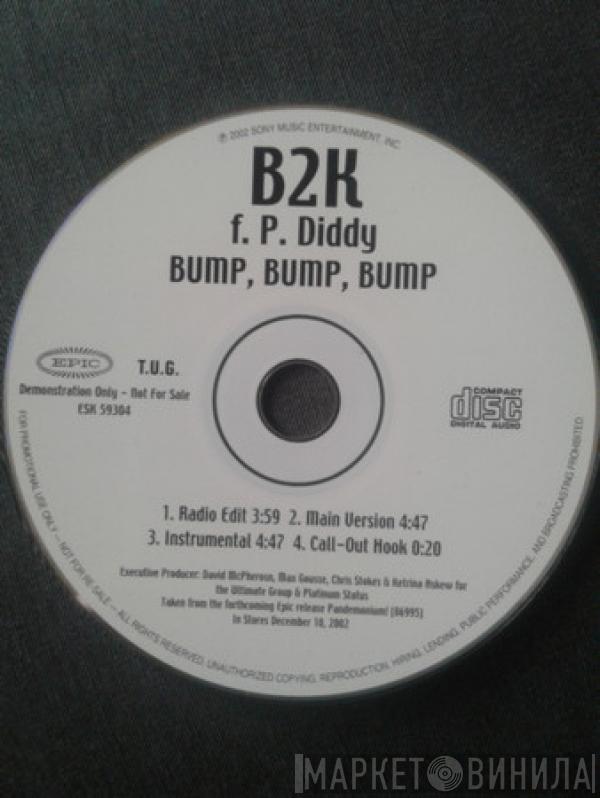 ℗ 2002 SONY MUSIC ENTERTAINMENT, INC.
B2K
f. P. Diddy
BUMP, BUMP, BUMP
EPIC
T.U.G.
Demonstration Only - Not For Sale
ESK 59304
COMPACT
disc
DIGITAL AUDIO
1. Radio Edit 3:59 2. Main Version 4:47
3. Instrumental 4:47 4. Call-Out Hook 0:20
Executive Producer: David McPherson, Max Gousse, Chris Stokes & Ketrina Askew for
the Ultimate Group & Platinum Status
Taken from the forthcoming Epic release Pandemonium! (86995)
In Stores December 10, 2002
FOR PROMOTIONAL USE ONLY — NOT FOR RE-SALE — ALL RIGHTS RESERVED. UNAUTHORIZED COPYING, REPRODUCTION, HIRING, LENDING, PUBLIC PERFORMANCE, AND BROADCASTING PROHIBITED
МАРКЕТ ВИНИЛА